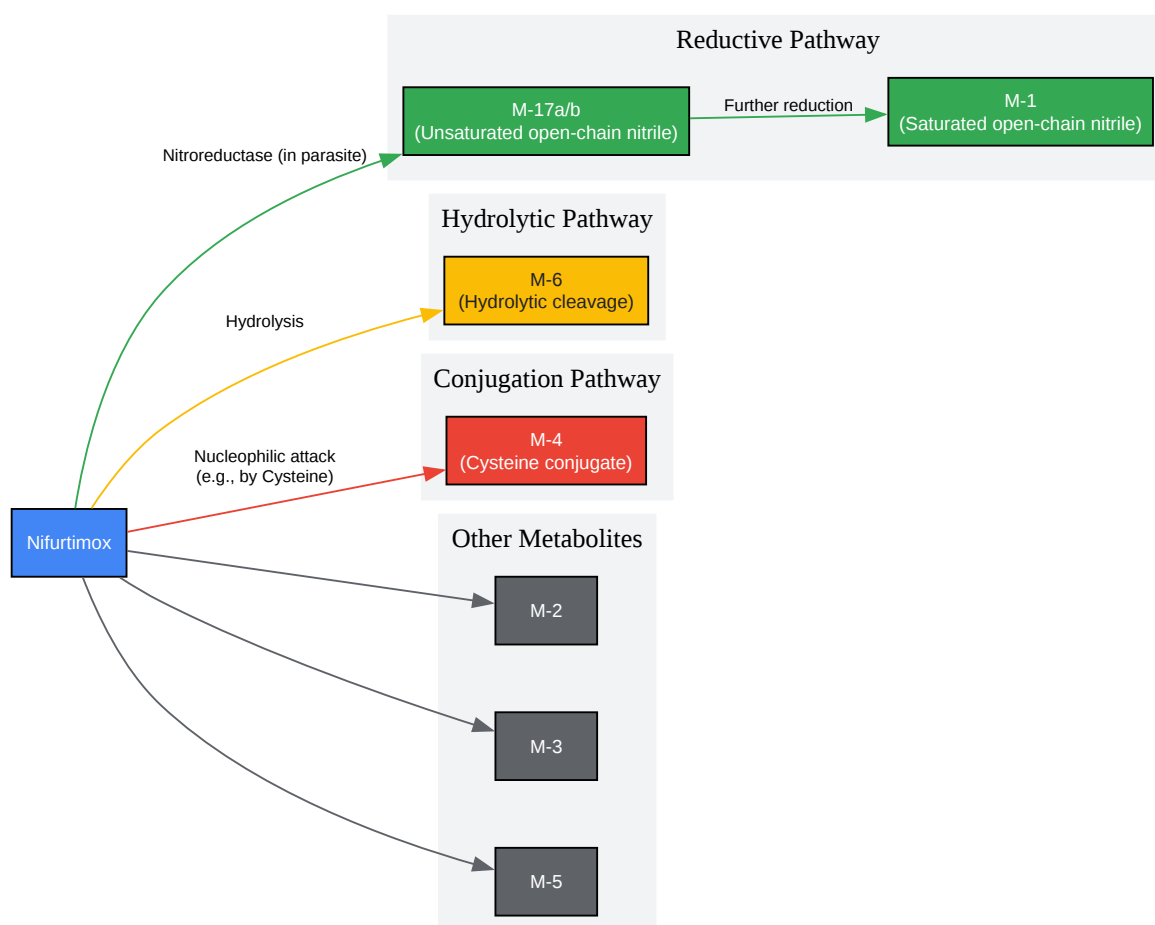 Reductive Pathway
M-17a/b
(Unsaturated open-chain nitrile)
Further reduction
M-1
(Saturated open-chain nitrile)
Nitroreductase (in parasite)
Hydrolytic Pathway
M-6
(Hydrolytic cleavage)
Hydrolysis
Conjugation Pathway
M-4
(Cysteine conjugate)
Nucleophilic attack
(e.g., by Cysteine)
Nifurtimox
Other Metabolites
M-2
M-3
M-5